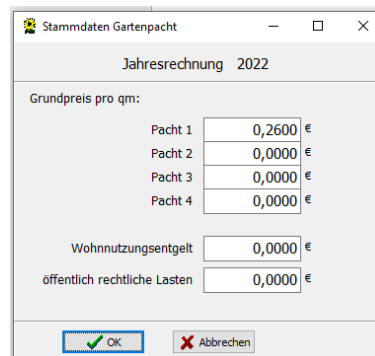 Stammdaten Gartenpacht
Jahresrechnung 2022
Grundpreis pro qm:
Pacht 1 0,2600 €
Pacht 2 0,0000 €
Pacht 3 0,0000 €
Pacht 4 0,0000 €
Wohnnutzungsentgelt 0,0000 €
öffentlich rechtliche Lasten 0,0000 €
OK Abbrechen